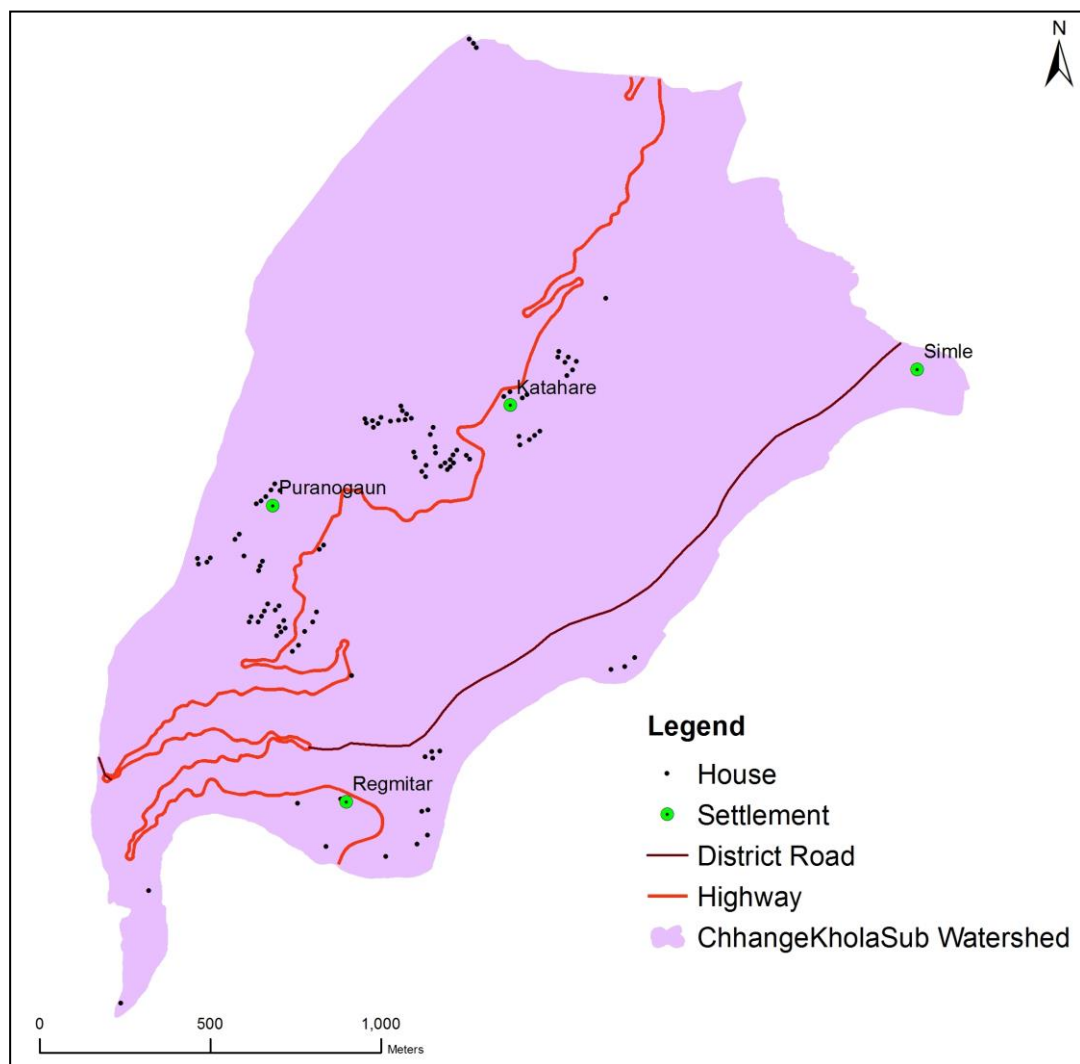 N
Simle
Katahare
Puranogaun
Regmitar
Legend
House
Settlement
District Road
Highway
ChhangeKholaSub Watershed
0 500 1,000
Meters